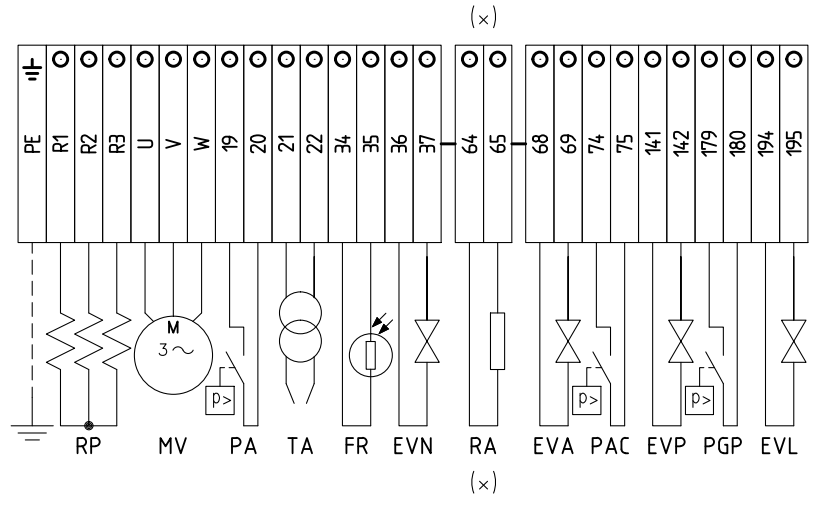 (x)
PE R1 R2 R3 U V W 19 20 21 22 34 35 36 37 64 65 68 69 74 75 141 142 179 180 194 195
M
3~
p> p> p>
RP MV PA TA FR EVN RA EVA PAC EVP PGP EVL
(x)